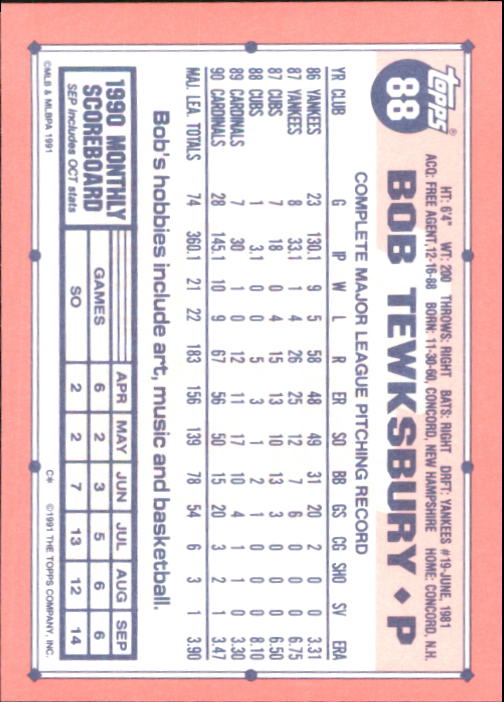 topps®
88
BOB TEWKSBURY ♦ P
HT: 6'4" WT: 200 THROWS: RIGHT BATS: RIGHT DRFT: YANKEES #19-JUNE, 1981
ACQ: FREE AGENT, 12-16-88 BORN: 11-30-60, CONCORD, NEW HAMPSHIRE HOME: CONCORD, N.H.
COMPLETE MAJOR LEAGUE PITCHING RECORD
YR CLUB G IP W L R ER SO BB GS CG SHO SV ERA
86 YANKEES 23 130.1 9 5 58 48 49 31 20 2 0 0 3.31
87 YANKEES 8 33.1 1 4 26 25 12 7 6 0 0 0 6.75
87 CUBS 7 18 0 4 15 13 10 13 3 0 0 0 6.50
88 CUBS 1 3.1 0 0 5 3 1 2 1 0 0 0 8.10
89 CARDINALS 7 30 1 0 12 11 17 10 4 1 1 0 3.30
90 CARDINALS 28 145.1 10 9 67 56 50 15 20 3 2 1 3.47
MAJ. LEA. TOTALS 74 360.1 21 22 183 156 139 78 54 6 3 1 3.90
Bob's hobbies include art, music and basketball.
1990 MONTHLY
SCOREBOARD
SEP includes OCT stats
APR MAY JUN JUL AUG SEP
GAMES 6 2 3 5 6 6
SO 2 2 7 13 12 14
©MLB & MLBPA 1991
C* ©1991 THE TOPPS COMPANY, INC.